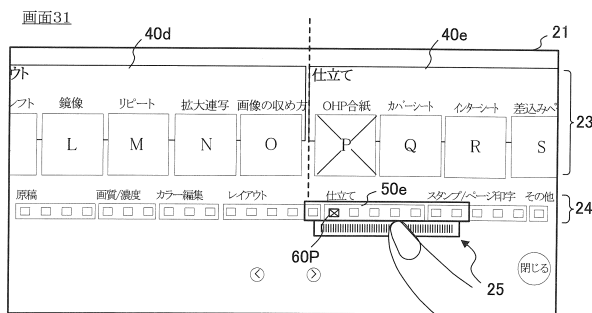 画面31
40d
40e
21
ウト
仕立て
シフト
鏡像
リピート
拡大連写
画像の収め方
OHP合紙
カバーシート
インターシート
差込みペ
L
M
N
O
P
Q
R
S
23
原稿
画質/濃度
カラー編集
レイアウト
仕立て
50e
スタンプ/ページ印字
その他
24
60P
25
閉じる